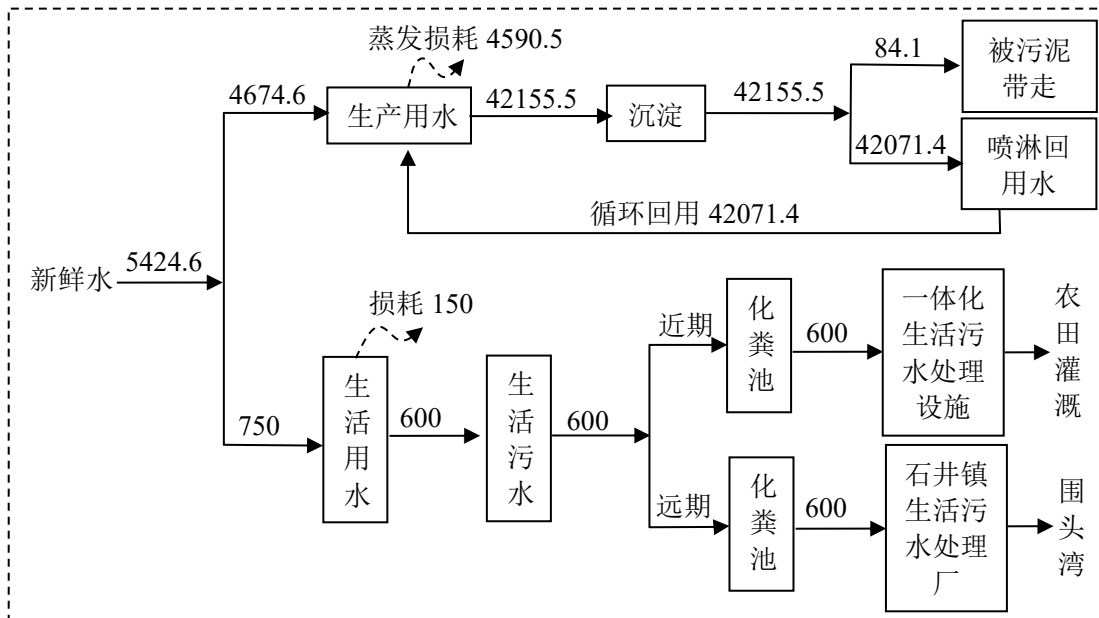 蒸发损耗 4590.5
84.1
被污泥
带走
4674.6
生产用水
42155.5
沉淀
42155.5
42071.4
喷淋回
用水
循环回用 42071.4
新鲜水
5424.6
损耗 150
750
生
活
用
水
600
生
活
污
水
600
近期
化
粪
池
600
一体化
生活污
水处理
设施
农
田
灌
溉
远期
化
粪
池
600
石井镇
生活污
水处理
厂
围
头
湾